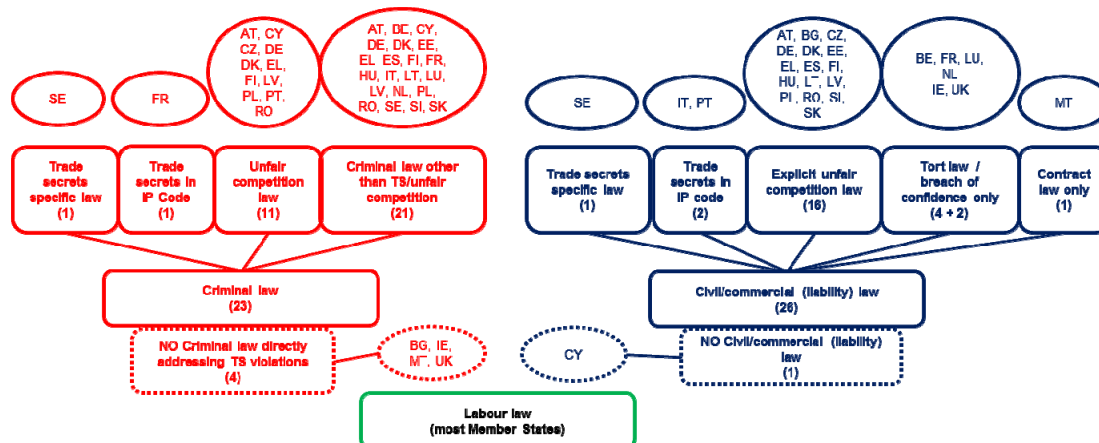 SE
FR
AT, CY
CZ, DE
DK, EL,
FI, LV
PL, PT,
RO
AT, BE, CY,
DE, DK, EE,
EL, ES, FI, FR,
HU, IT, LT, LU,
LV, NL, PL,
RO, SE, SI, SK
SE
IT, PT
AT, BG, CZ,
DE, DK, EE,
EL, ES, FI,
HU, LT, LV,
PL, RO, SI,
SK
BE, FR, LU,
NL
IE, UK
MT
Trade
secrets
specific law
(1)
Trade
secrets in
IP Code
(1)
Unfair
competition
law
(11)
Criminal law other
than TS/unfair
competition
(21)
Trade secrets
specific law
(1)
Trade
secrets in
IP code
(2)
Explicit unfair
competition law
(16)
Tort law /
breach of
confidence only
(4 + 2)
Contract
law only
(1)
Criminal law
(23)
Civil/commercial (liability) law
(26)
NO Criminal law directly
addressing TS violations
(4)
BG, IE,
MT, UK
CY
NO Civil/commercial (liability)
law
(1)
Labour law
(most Member States)